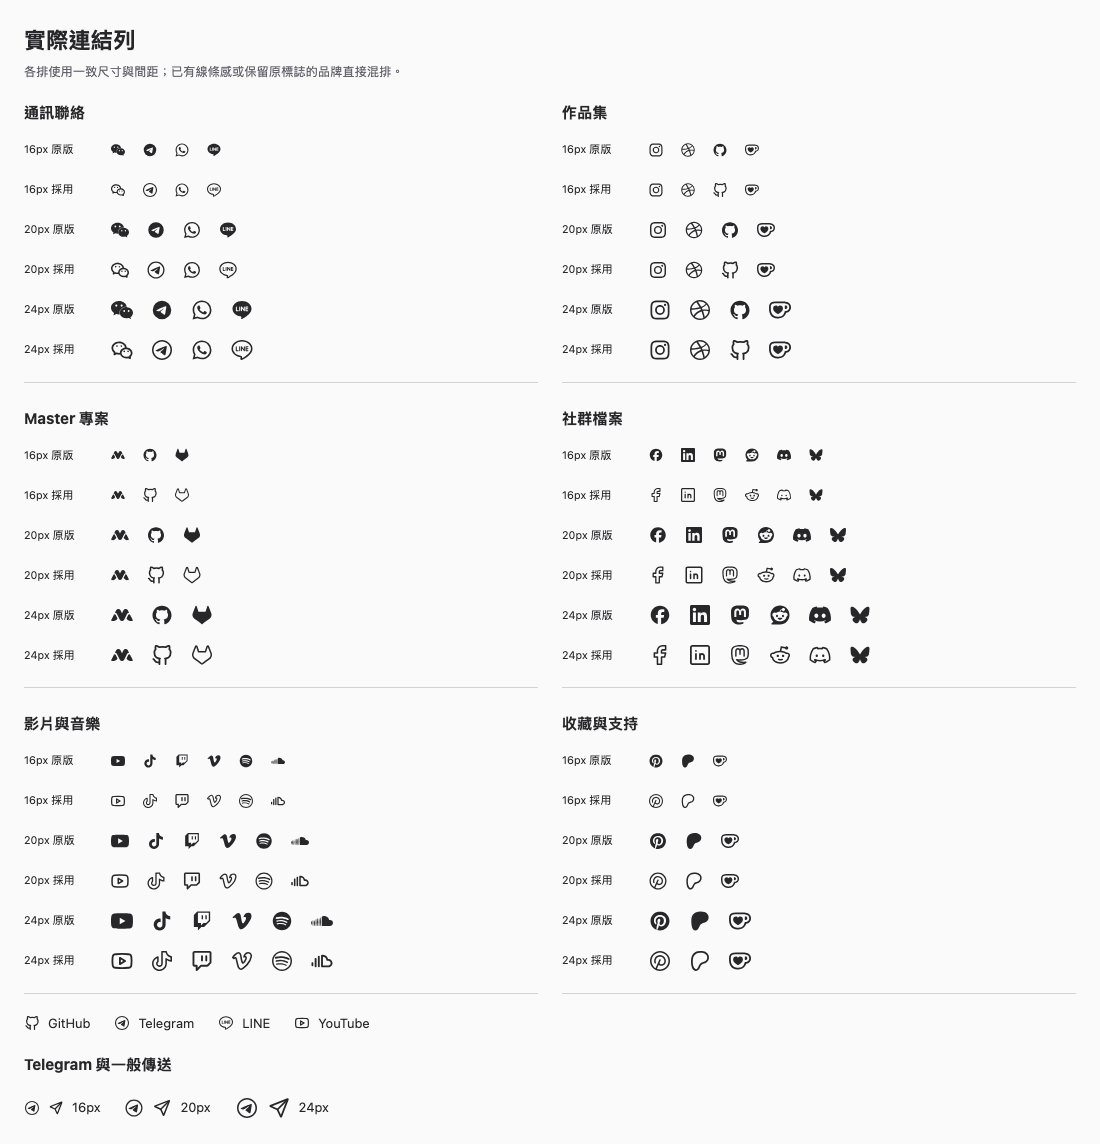 實際連結列
各排使用一致尺寸與間距；已有線條感或保留原標誌的品牌直接混排。
通訊聯絡
16px 原版
16px 採用
20px 原版
20px 採用
24px 原版
24px 採用
作品集
16px 原版
16px 採用
20px 原版
20px 採用
24px 原版
24px 採用
Master 專案
16px 原版
16px 採用
20px 原版
20px 採用
24px 原版
24px 採用
社群檔案
16px 原版
16px 採用
20px 原版
20px 採用
24px 原版
24px 採用
影片與音樂
16px 原版
16px 採用
20px 原版
20px 採用
24px 原版
24px 採用
收藏與支持
16px 原版
16px 採用
20px 原版
20px 採用
24px 原版
24px 採用
GitHub Telegram LINE YouTube
Telegram 與一般傳送
16px 20px 24px